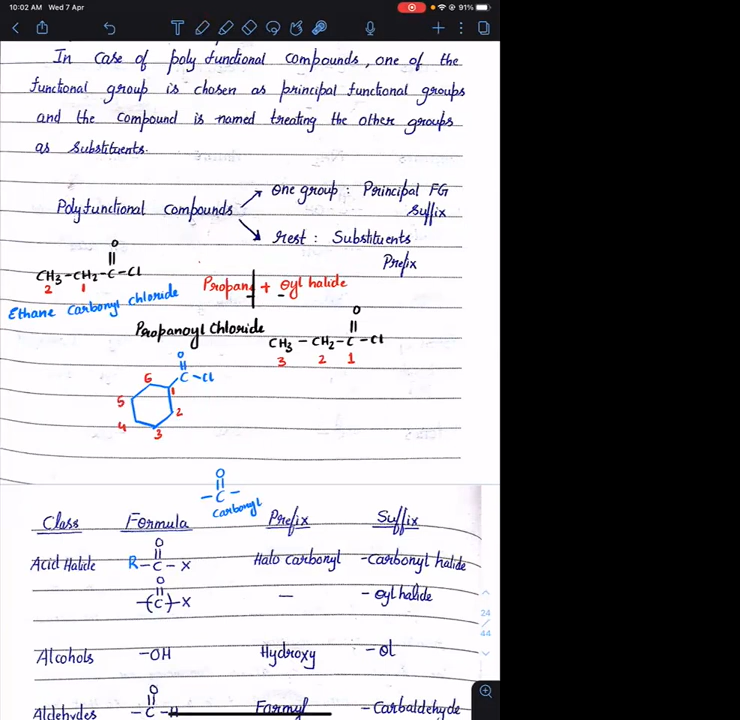 10:02 AM Wed 7 Apr
91%
In case of poly functional compounds, one of the
functional group is chosen as principal functional groups
and the compound is named treating the other groups
as substituents.
Polyfunctional compounds
one group : Principal FG
Suffix
rest : Substituents
Prefix
O
||
CH3-CH2-C-Cl
2 1
Ethane Carbonyl chloride
Propan + oyl halide
Propanoyl Chloride
O
||
CH3 - CH2 - C - Cl
3 2 1
O
||
C - Cl
6 1
5 2
4 3
O
||
- C -
Carbonyl
Class Formula Prefix Suffix
O
||
Acid Halide R-C-X Halo carbonyl -carbonyl halide
O
||
-(C)-X — - oyl halide
Alcohols -OH Hydroxy -ol
O
||
Aldehydes -C-H Formyl -Carbaldehyde
24
/
44